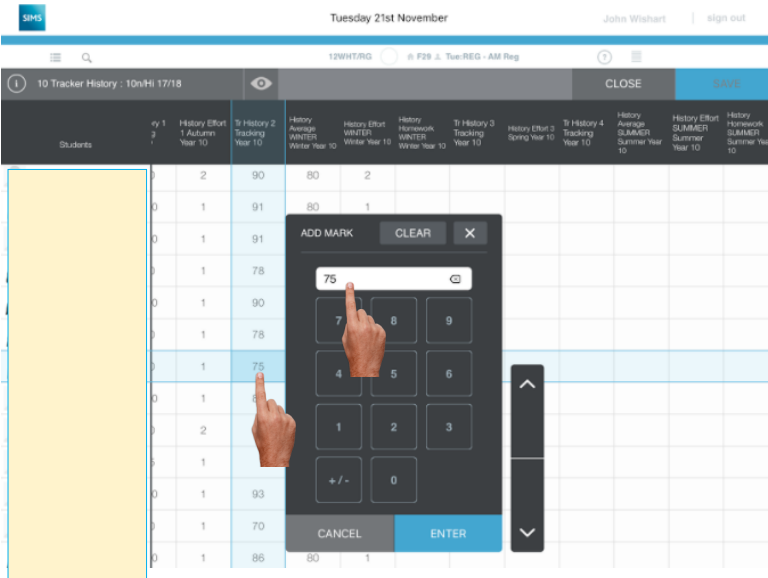 SIMS
Tuesday 21st November
John Wishart
sign out
12WHT/RG
F29
Tue:REG - AM Reg
10 Tracker History : 10n/Hi 17/18
CLOSE
SAVE
Students
History Effort
1 Autumn
Year 10
Tr History 2
Tracking
Year 10
History
Average
WINTER
Winter Year 10
History Effort
WINTER
Winter Year 10
History
Homework
WINTER
Winter Year 10
Tr History 3
Tracking
Year 10
History Effort 3
Spring Year 10
Tr History 4
Tracking
Year 10
History
Average
SUMMER
Summer Year
10
History Effort
SUMMER
Summer
Year 10
History
Homework
SUMMER
Summer Yea
2 90 80 2
1 91 80 1
1 91
1 78
1 90
1 78
1 75
1
2
1
1 93
1 70
1 86 80 1
ADD MARK
CLEAR
X
75
7 8 9
4 5 6
1 2 3
+/- 0
CANCEL
ENTER